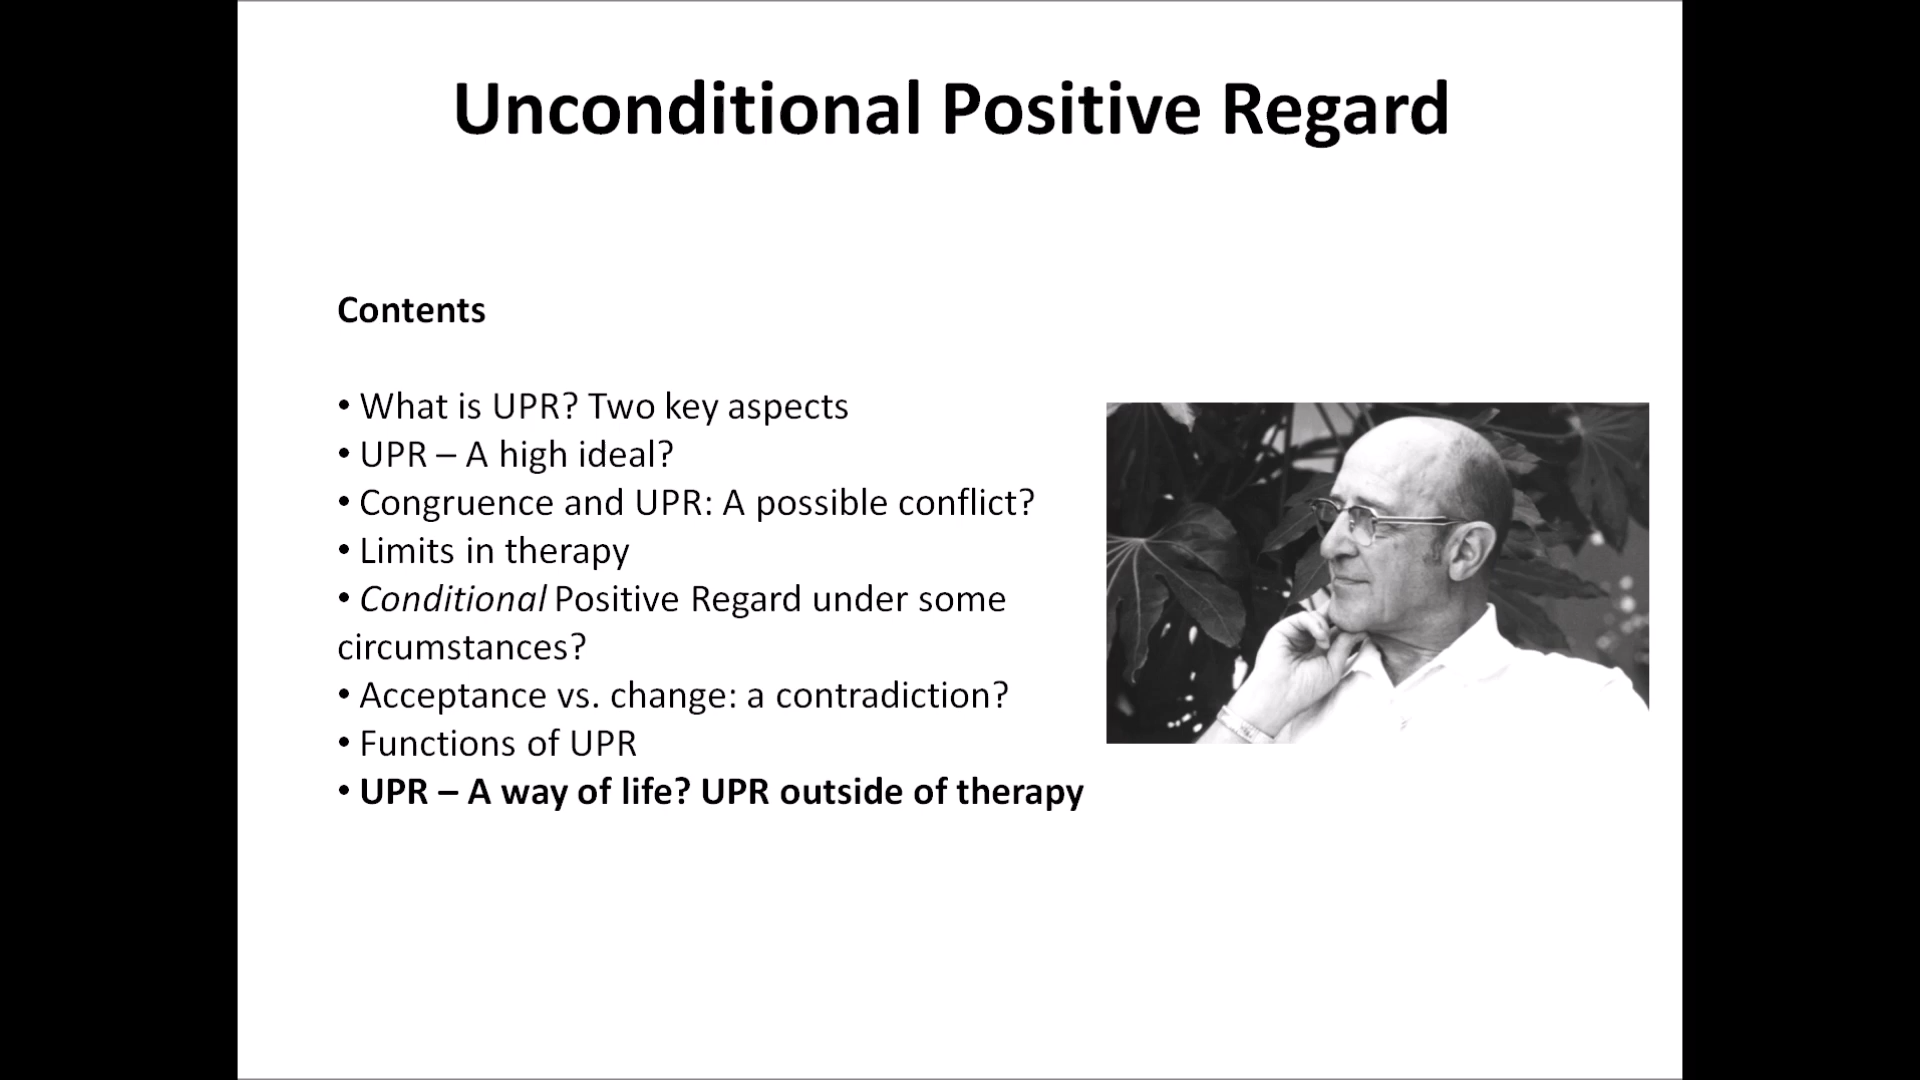 Unconditional Positive Regard
Contents
• What is UPR? Two key aspects
• UPR – A high ideal?
• Congruence and UPR: A possible conflict?
• Limits in therapy
• Conditional Positive Regard under some
circumstances?
• Acceptance vs. change: a contradiction?
• Functions of UPR
• UPR – A way of life? UPR outside of therapy